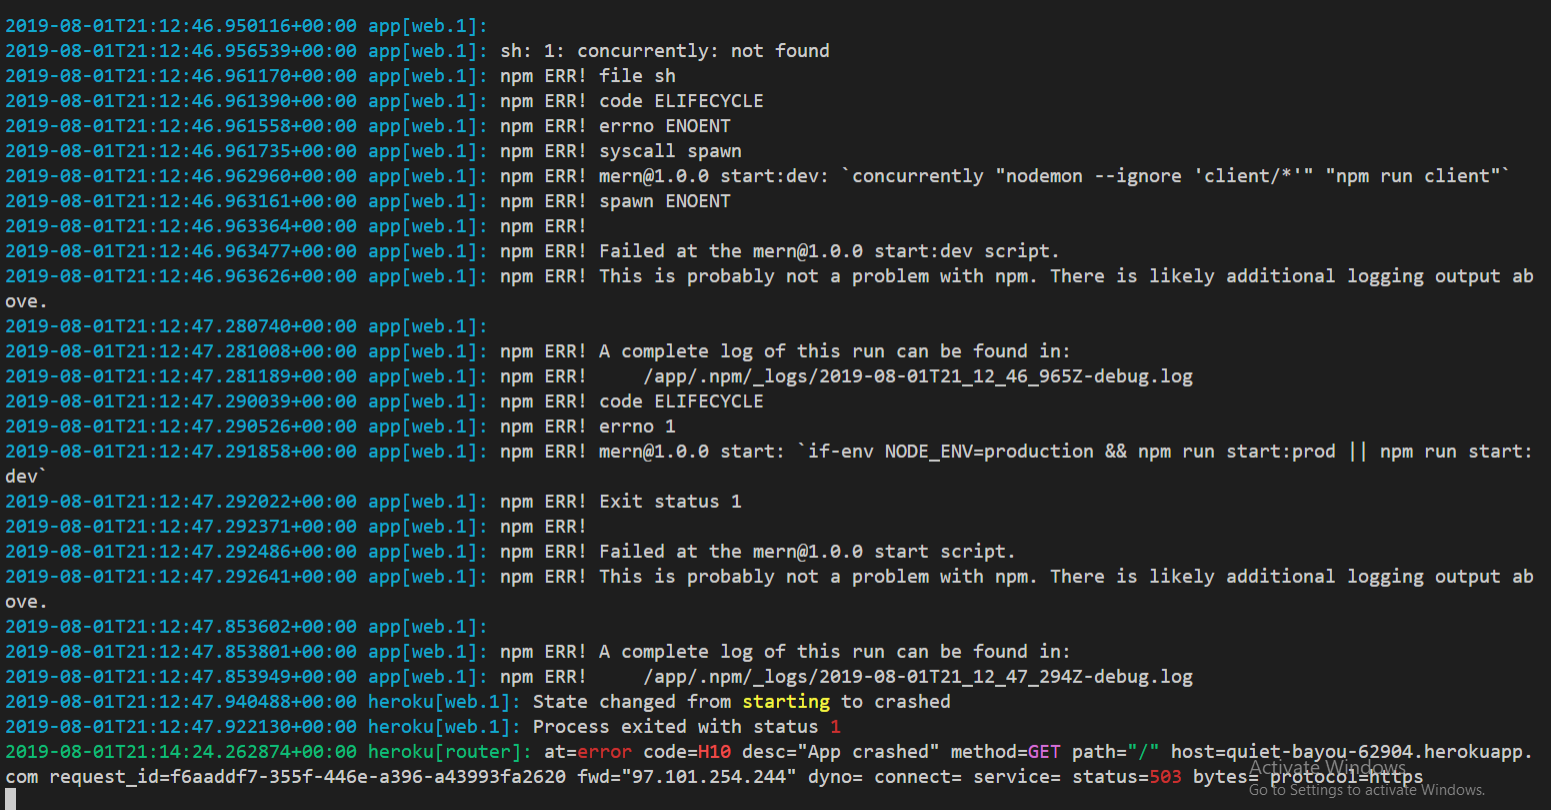 2019-08-01T21:12:46.950116+00:00 app[web.1]:
2019-08-01T21:12:46.956539+00:00 app[web.1]: sh: 1: concurrently: not found
2019-08-01T21:12:46.961170+00:00 app[web.1]: npm ERR! file sh
2019-08-01T21:12:46.961390+00:00 app[web.1]: npm ERR! code ELIFECYCLE
2019-08-01T21:12:46.961558+00:00 app[web.1]: npm ERR! errno ENOENT
2019-08-01T21:12:46.961735+00:00 app[web.1]: npm ERR! syscall spawn
2019-08-01T21:12:46.962960+00:00 app[web.1]: npm ERR! mern@1.0.0 start:dev: `concurrently "nodemon --ignore 'client/*'" "npm run client"`
2019-08-01T21:12:46.963161+00:00 app[web.1]: npm ERR! spawn ENOENT
2019-08-01T21:12:46.963364+00:00 app[web.1]: npm ERR!
2019-08-01T21:12:46.963477+00:00 app[web.1]: npm ERR! Failed at the mern@1.0.0 start:dev script.
2019-08-01T21:12:46.963626+00:00 app[web.1]: npm ERR! This is probably not a problem with npm. There is likely additional logging output ab
ove.
2019-08-01T21:12:47.280740+00:00 app[web.1]:
2019-08-01T21:12:47.281008+00:00 app[web.1]: npm ERR! A complete log of this run can be found in:
2019-08-01T21:12:47.281189+00:00 app[web.1]: npm ERR!     /app/.npm/_logs/2019-08-01T21_12_46_965Z-debug.log
2019-08-01T21:12:47.290039+00:00 app[web.1]: npm ERR! code ELIFECYCLE
2019-08-01T21:12:47.290526+00:00 app[web.1]: npm ERR! errno 1
2019-08-01T21:12:47.291858+00:00 app[web.1]: npm ERR! mern@1.0.0 start: `if-env NODE_ENV=production && npm run start:prod || npm run start:
dev`
2019-08-01T21:12:47.292022+00:00 app[web.1]: npm ERR! Exit status 1
2019-08-01T21:12:47.292371+00:00 app[web.1]: npm ERR!
2019-08-01T21:12:47.292486+00:00 app[web.1]: npm ERR! Failed at the mern@1.0.0 start script.
2019-08-01T21:12:47.292641+00:00 app[web.1]: npm ERR! This is probably not a problem with npm. There is likely additional logging output ab
ove.
2019-08-01T21:12:47.853602+00:00 app[web.1]:
2019-08-01T21:12:47.853801+00:00 app[web.1]: npm ERR! A complete log of this run can be found in:
2019-08-01T21:12:47.853949+00:00 app[web.1]: npm ERR!     /app/.npm/_logs/2019-08-01T21_12_47_294Z-debug.log
2019-08-01T21:12:47.940488+00:00 heroku[web.1]: State changed from starting to crashed
2019-08-01T21:12:47.922130+00:00 heroku[web.1]: Process exited with status 1
2019-08-01T21:14:24.262874+00:00 heroku[router]: at=error code=H10 desc="App crashed" method=GET path="/" host=quiet-bayou-62904.herokuapp.
com request_id=f6aaddf7-355f-446e-a396-a43993fa2620 fwd="97.101.254.244" dyno= connect= service= status=503 bytes= protocol=https
Activate Windows
Go to Settings to activate Windows.